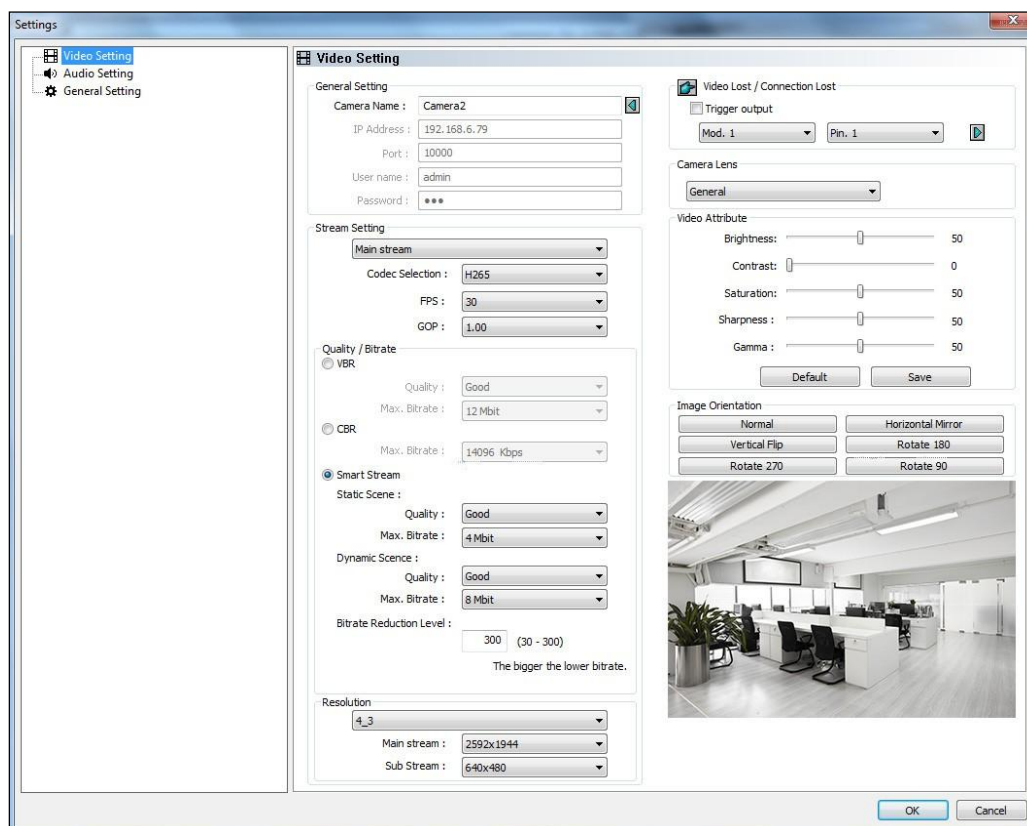 Settings
Video Setting
Audio Setting
General Setting
Video Setting
General Setting
Camera Name : Camera2
IP Address : 192.168.6.79
Port : 10000
User name : admin
Password : •••
Stream Setting
Main stream
Codec Selection : H265
FPS : 30
GOP : 1.00
Quality / Bitrate
VBR
Quality : Good
Max. Bitrate : 12 Mbit
CBR
Max. Bitrate : 14096 Kbps
Smart Stream
Static Scene :
Quality : Good
Max. Bitrate : 4 Mbit
Dynamic Scence :
Quality : Good
Max. Bitrate : 8 Mbit
Bitrate Reduction Level :
300 (30 - 300)
The bigger the lower bitrate.
Resolution
4_3
Main stream : 2592x1944
Sub Stream : 640x480
Video Lost / Connection Lost
Trigger output
Mod. 1 Pin. 1
Camera Lens
General
Video Attribute
Brightness: 50
Contrast: 0
Saturation: 50
Sharpness : 50
Gamma : 50
Default Save
Image Orientation
Normal Horizontal Mirror
Vertical Flip Rotate 180
Rotate 270 Rotate 90
OK Cancel